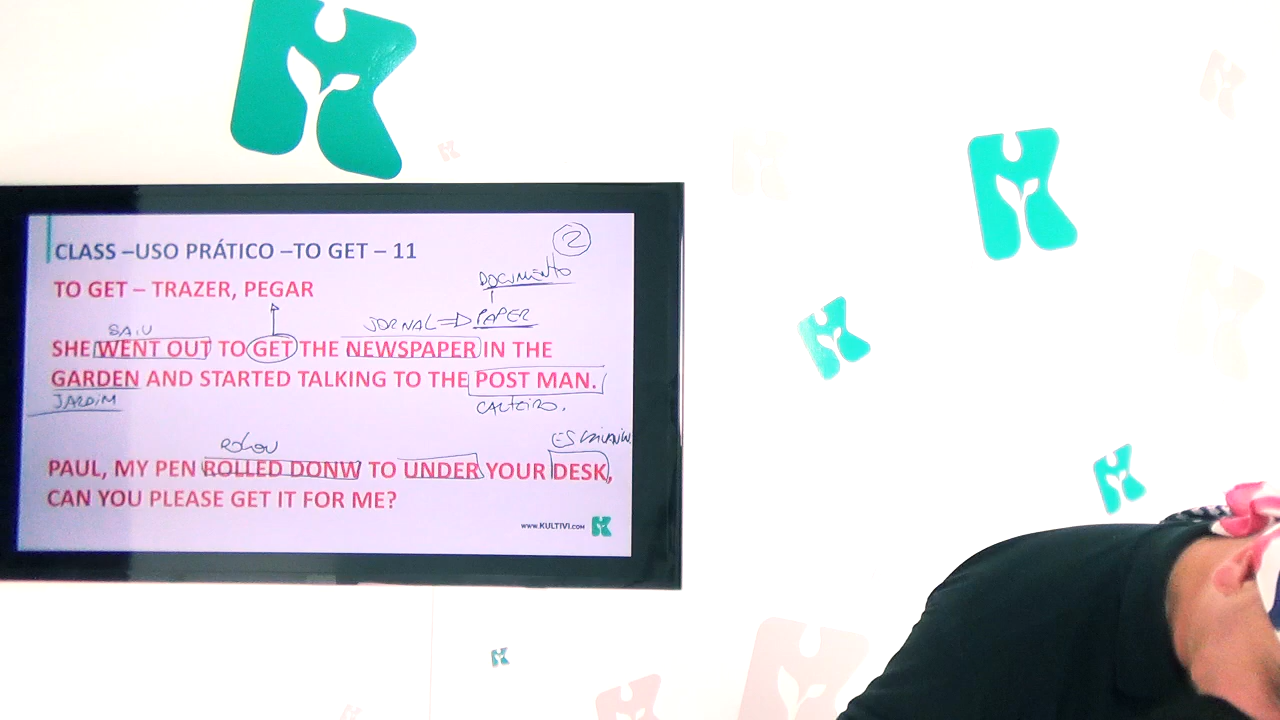 CLASS –USO PRÁTICO –TO GET – 11
2
TO GET – TRAZER, PEGAR
DOCUMENTO
JORNAL => PAPER
SAIU
SHE WENT OUT TO GET THE NEWSPAPER IN THE
GARDEN AND STARTED TALKING TO THE POST MAN.
JARDIM
CARTEIRO.
ROLOU
PAUL, MY PEN ROLLED DONW TO UNDER YOUR DESK,
CAN YOU PLEASE GET IT FOR ME?
www.KULTIVI.com